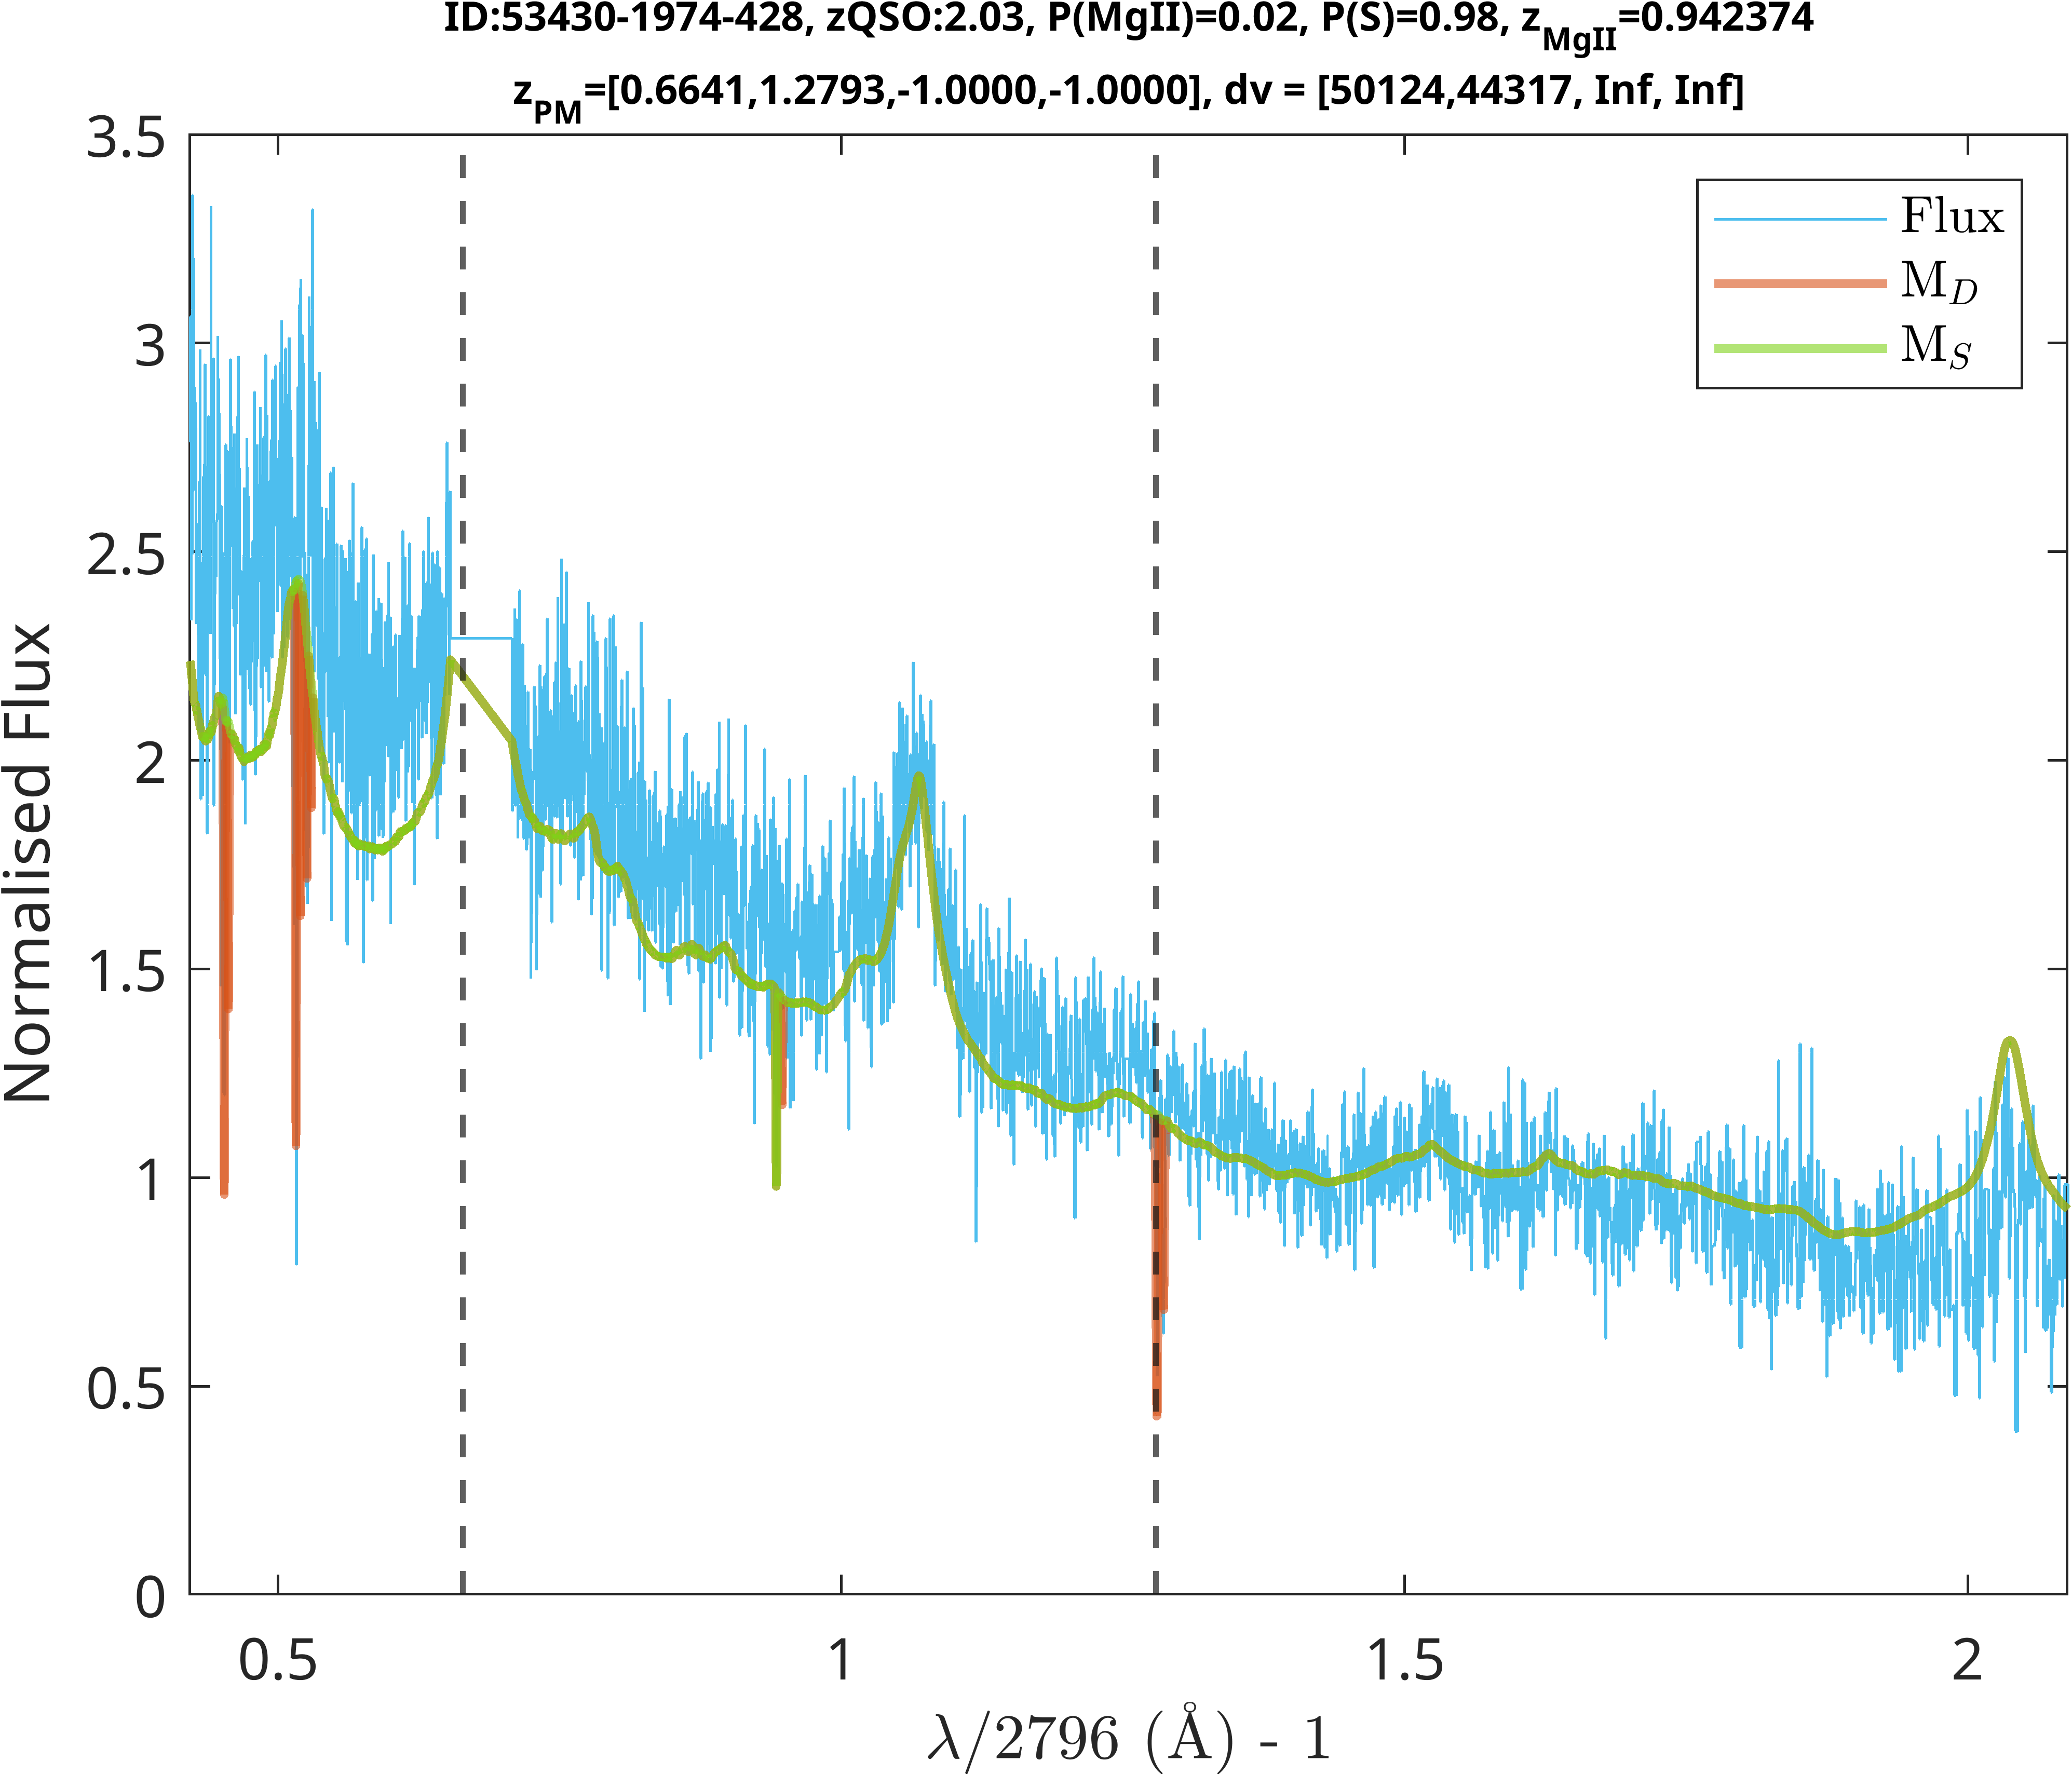 ID:53430-1974-428, zQSO:2.03, P(MgII)=0.02, P(S)=0.98, zMgII=0.942374
zPM=[0.6641,1.2793,-1.0000,-1.0000], dv = [50124,44317, Inf, Inf]
3.5
3
2.5
2
1.5
1
0.5
0
Normalised Flux
Flux
MD
MS
0.5
1
1.5
2
λ/2796 (Å) - 1